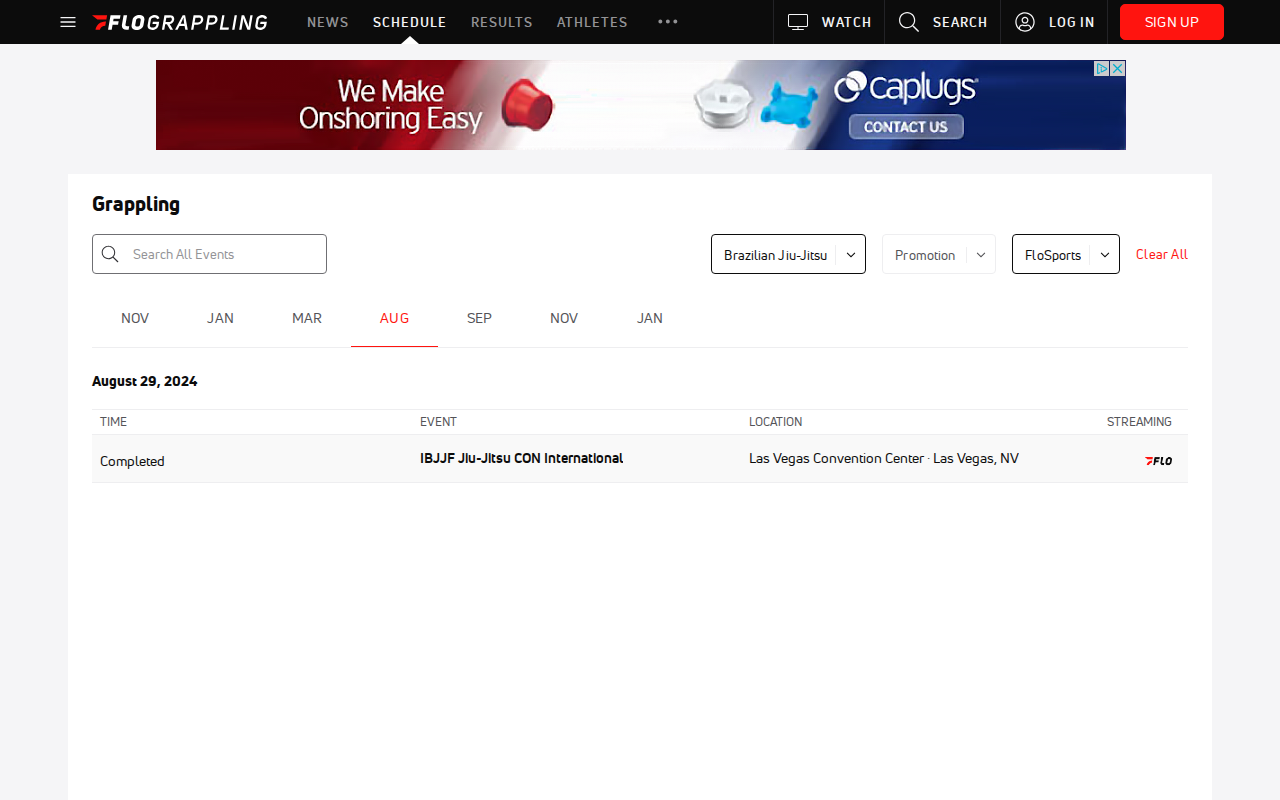 FLOGRAPPLING NEWS SCHEDULE RESULTS ATHLETES ••• WATCH SEARCH LOG IN SIGN UP
We Make
Onshoring Easy
Caplugs
CONTACT US
Grappling
Search All Events Brazilian Jiu-Jitsu Promotion FloSports Clear All
NOV JAN MAR AUG SEP NOV JAN
August 29, 2024
TIME EVENT LOCATION STREAMING
Completed IBJJF Jiu-Jitsu CON International Las Vegas Convention Center · Las Vegas, NV FLO